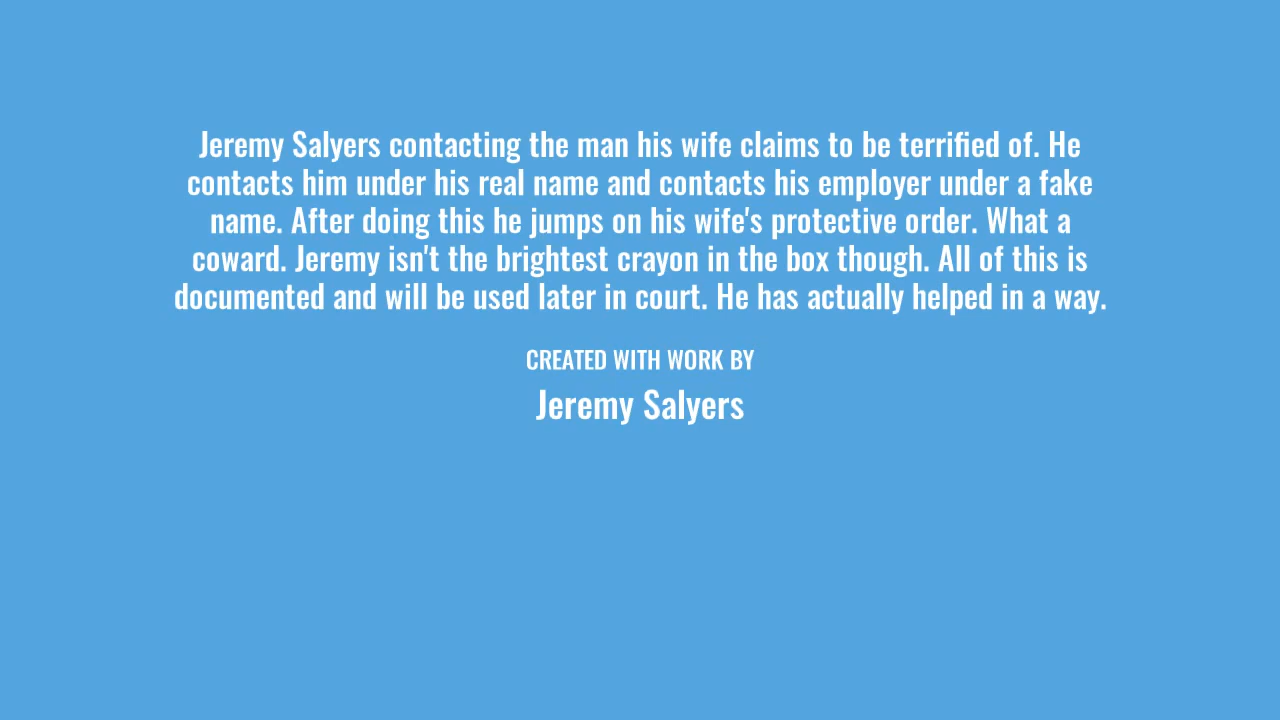 Jeremy Salyers contacting the man his wife claims to be terrified of. He
contacts him under his real name and contacts his employer under a fake
name. After doing this he jumps on his wife's protective order. What a
coward. Jeremy isn't the brightest crayon in the box though. All of this is
documented and will be used later in court. He has actually helped in a way.
CREATED WITH WORK BY
Jeremy Salyers